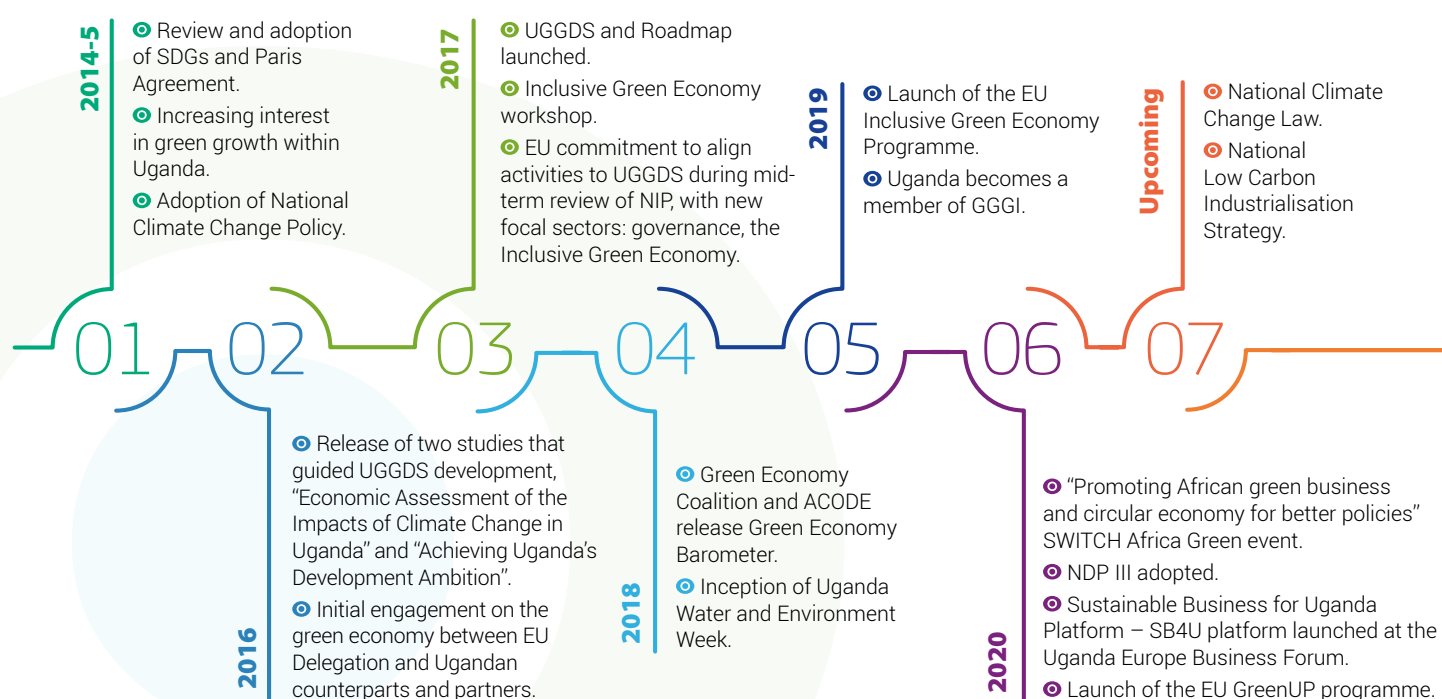 2014-5
Review and adoption
of SDGs and Paris
Agreement.
Increasing interest
in green growth within
Uganda.
Adoption of National
Climate Change Policy.
01
2016
Release of two studies that
guided UGGDS development,
“Economic Assessment of the
Impacts of Climate Change in
Uganda” and “Achieving Uganda’s
Development Ambition”.
Initial engagement on the
green economy between EU
Delegation and Ugandan
counterparts and partners.
02
2017
UGGDS and Roadmap
launched.
Inclusive Green Economy
workshop.
EU commitment to align
activities to UGGDS during mid-
term review of NIP, with new
focal sectors: governance, the
Inclusive Green Economy.
03
2018
Green Economy
Coalition and ACODE
release Green Economy
Barometer.
Inception of Uganda
Water and Environment
Week.
04
2019
Launch of the EU
Inclusive Green Economy
Programme.
Uganda becomes a
member of GGGI.
05
2020
“Promoting African green business
and circular economy for better policies”
SWITCH Africa Green event.
NDP III adopted.
Sustainable Business for Uganda
Platform – SB4U platform launched at the
Uganda Europe Business Forum.
Launch of the EU GreenUP programme.
06
Upcoming
National Climate
Change Law.
National
Low Carbon
Industrialisation
Strategy.
07